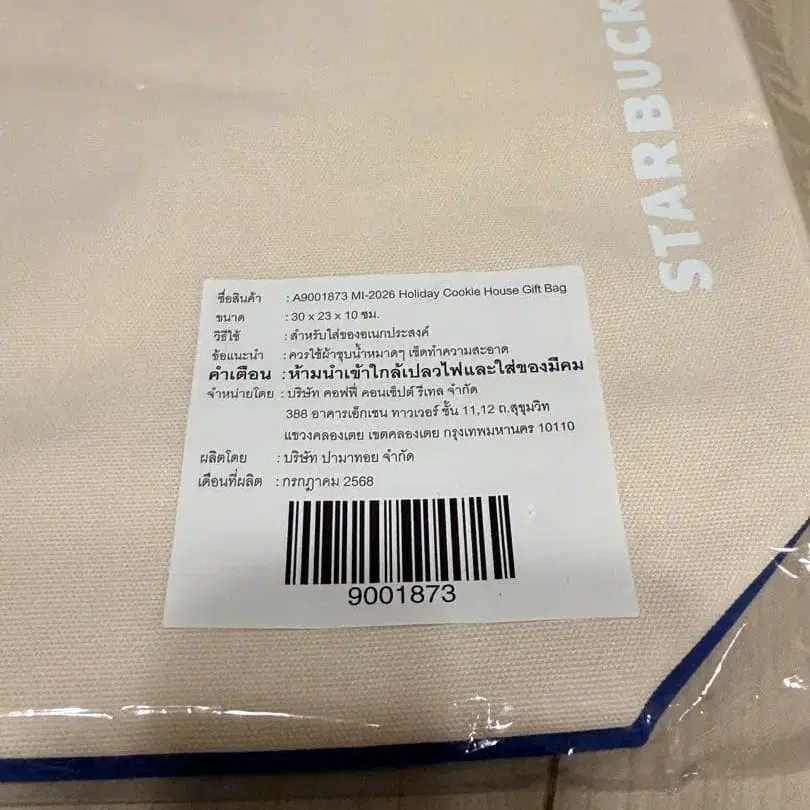 STARBUCK
ชื่อสินค้า : A9001873 MI-2026 Holiday Cookie House Gift Bag
ขนาด : 30 x 23 x 10 ซม.
วิธีใช้ : สำหรับใส่ของอเนกประสงค์
ข้อแนะนำ : ควรใช้ผ้าชุบน้ำหมาดๆ เช็ดทำความสะอาด
คำเตือน : ห้ามนำเข้าใกล้เปลวไฟและใส่ของมีคม
จำหน่ายโดย : บริษัท คอฟฟี่ คอนเซ็ปต์ รีเทล จำกัด
388 อาคารเอ็กเชน ทาวเวอร์ ชั้น 11,12 ถ.สุขุมวิท
แขวงคลองเตย เขตคลองเตย กรุงเทพมหานคร 10110
ผลิตโดย : บริษัท ปามาทอย จำกัด
เดือนที่ผลิต : กรกฎาคม 2568
9001873